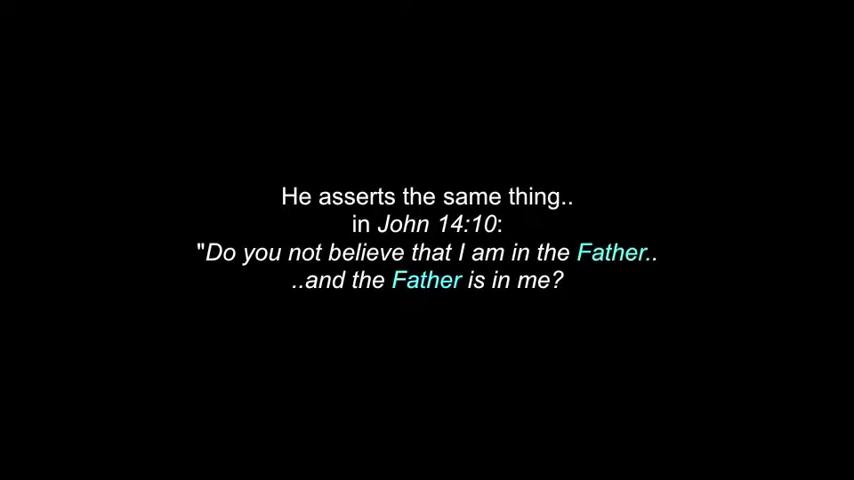 He asserts the same thing..
in John 14:10:
"Do you not believe that I am in the Father..
..and the Father is in me?